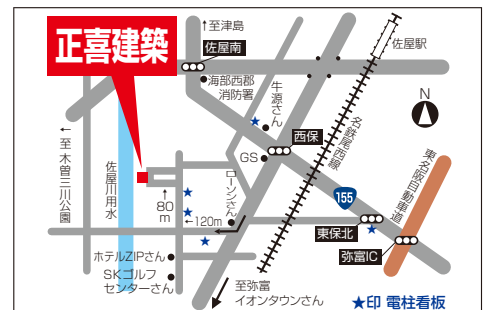 正喜建築
↑至津島
佐屋南
佐屋駅
海部西部
消防署
牛源さん
N
西保
GS
名鉄尾西線
東名阪自動車道
←至木曽三川公園
佐屋川用水
↑80m
ローソンさん
←120m
155
東保北
弥富IC
ホテルZIPさん
SKゴルフ
センターさん
至弥富
イオンタウンさん
★印 電柱看板